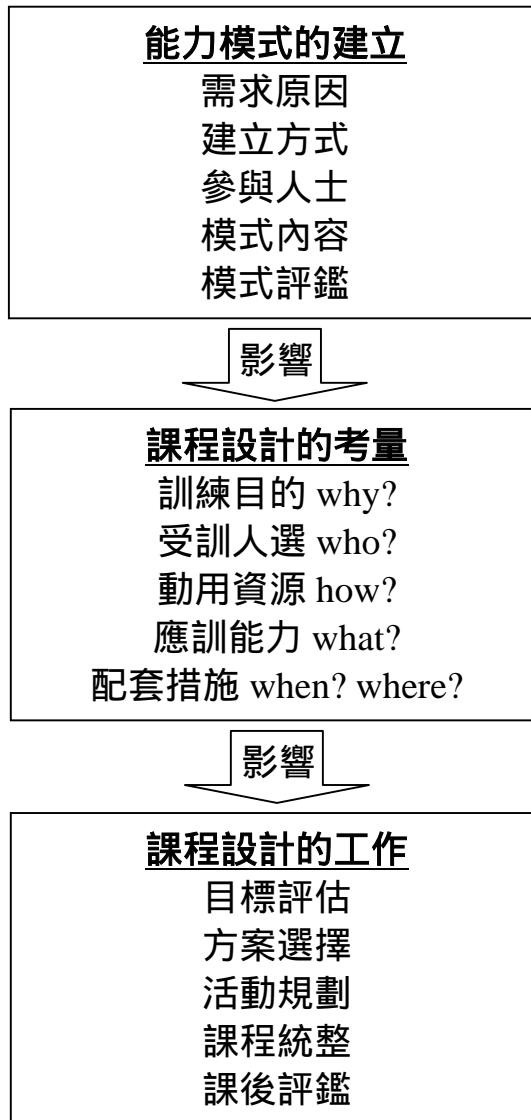 能力模式的建立
需求原因
建立方式
參與人士
模式內容
模式評鑑
影響
課程設計的考量
訓練目的 why?
受訓人選 who?
動用資源 how?
應訓能力 what?
配套措施 when? where?
影響
課程設計的工作
目標評估
方案選擇
活動規劃
課程統整
課後評鑑